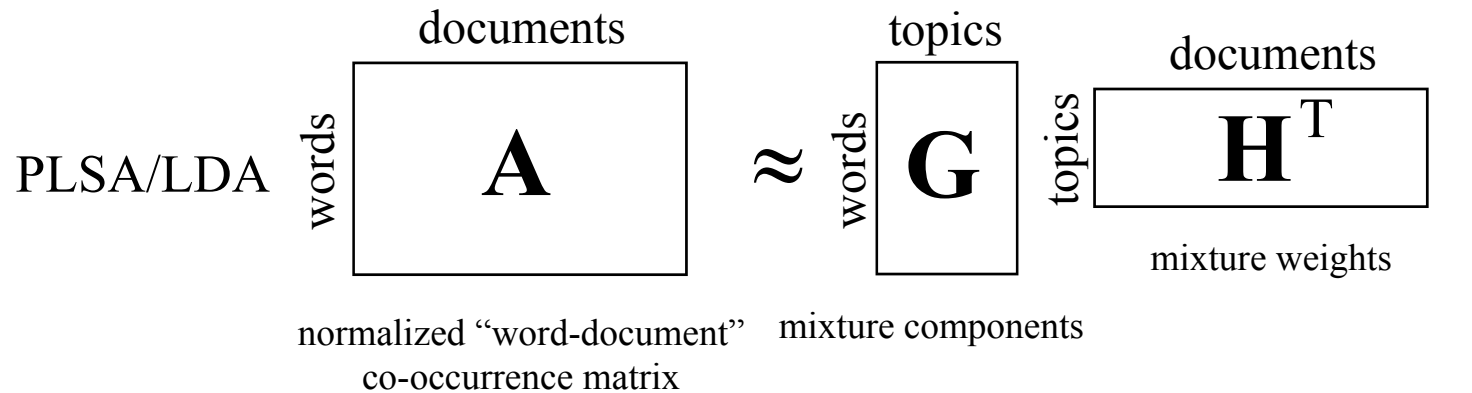 documents
topics
documents
PLSA/LDA
words
A
≈
words
G
topics
H^T
mixture weights
normalized “word-document”
co-occurrence matrix
mixture components